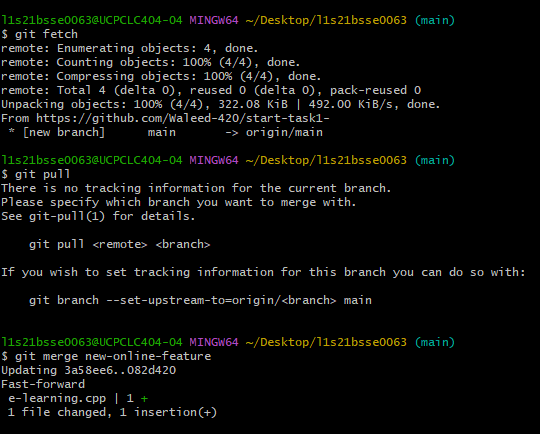 l1s21bsse0063@UCPCLC404-04 MINGW64 ~/Desktop/l1s21bsse0063 (main)
$ git fetch
remote: Enumerating objects: 4, done.
remote: Counting objects: 100% (4/4), done.
remote: Compressing objects: 100% (4/4), done.
remote: Total 4 (delta 0), reused 0 (delta 0), pack-reused 0
Unpacking objects: 100% (4/4), 322.08 KiB | 492.00 KiB/s, done.
From https://github.com/Waleed-420/start-task1-
 * [new branch]      main       -> origin/main

l1s21bsse0063@UCPCLC404-04 MINGW64 ~/Desktop/l1s21bsse0063 (main)
$ git pull
There is no tracking information for the current branch.
Please specify which branch you want to merge with.
See git-pull(1) for details.

    git pull <remote> <branch>

If you wish to set tracking information for this branch you can do so with:

    git branch --set-upstream-to=origin/<branch> main

l1s21bsse0063@UCPCLC404-04 MINGW64 ~/Desktop/l1s21bsse0063 (main)
$ git merge new-online-feature
Updating 3a58ee6..082d420
Fast-forward
 e-learning.cpp | 1 +
 1 file changed, 1 insertion(+)